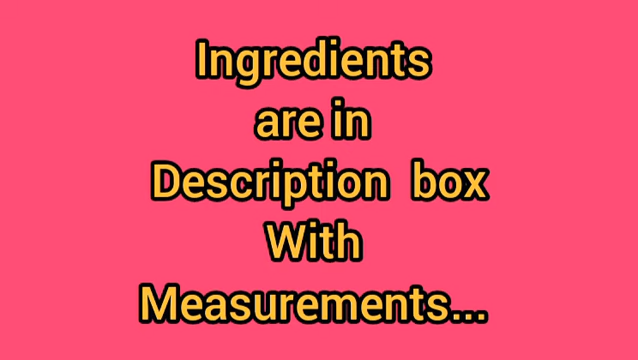 Ingredients
are in
Description box
With
Measurements...